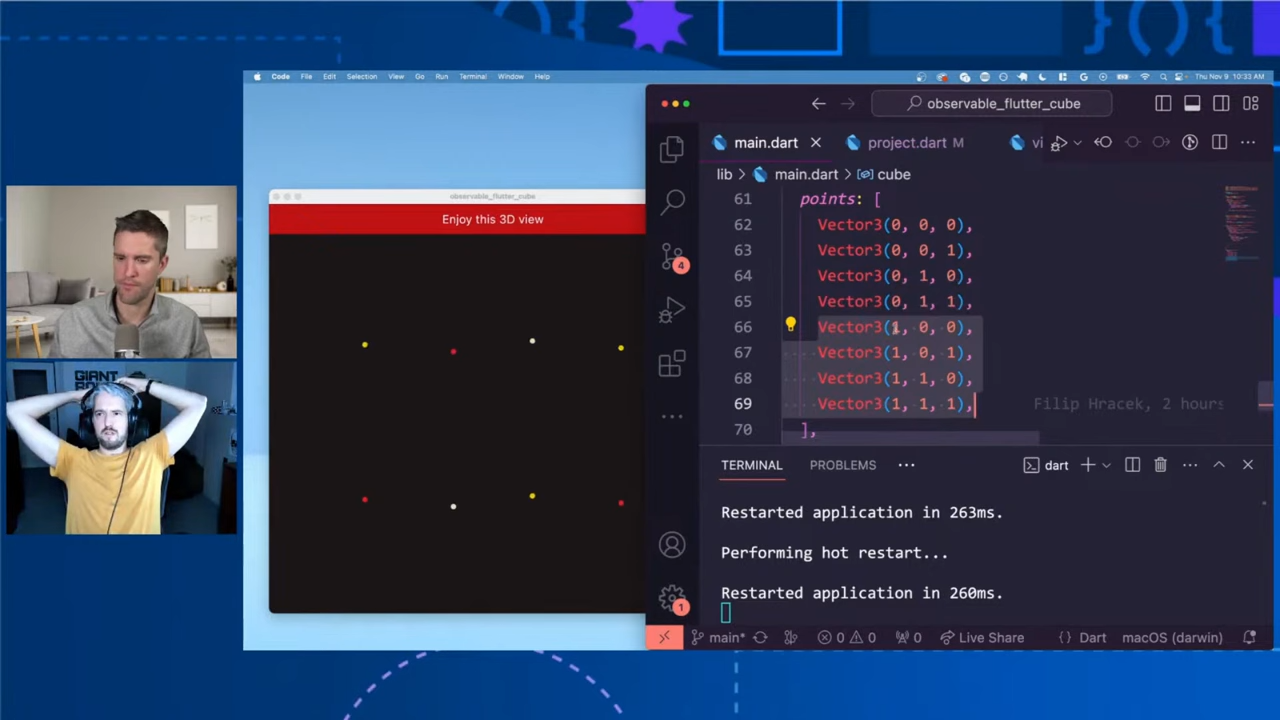 Code File Edit Selection View Go Run Terminal Window Help
Thu Nov 9 10:33 AM
observable_flutter_cube
main.dart
project.dart M
vi
lib > main.dart > cube
61 points: [
62 Vector3(0, 0, 0),
63 Vector3(0, 0, 1),
64 Vector3(0, 1, 0),
65 Vector3(0, 1, 1),
66 Vector3(1, 0, 0),
67 Vector3(1, 0, 1),
68 Vector3(1, 1, 0),
69 Vector3(1, 1, 1), Filip Hracek, 2 hours
70 ],
4
1
TERMINAL PROBLEMS ... dart
Restarted application in 263ms.
Performing hot restart...
Restarted application in 260ms.
main* 0 0 0 Live Share {} Dart macOS (darwin)
observable_flutter_cube
Enjoy this 3D view
GIANT